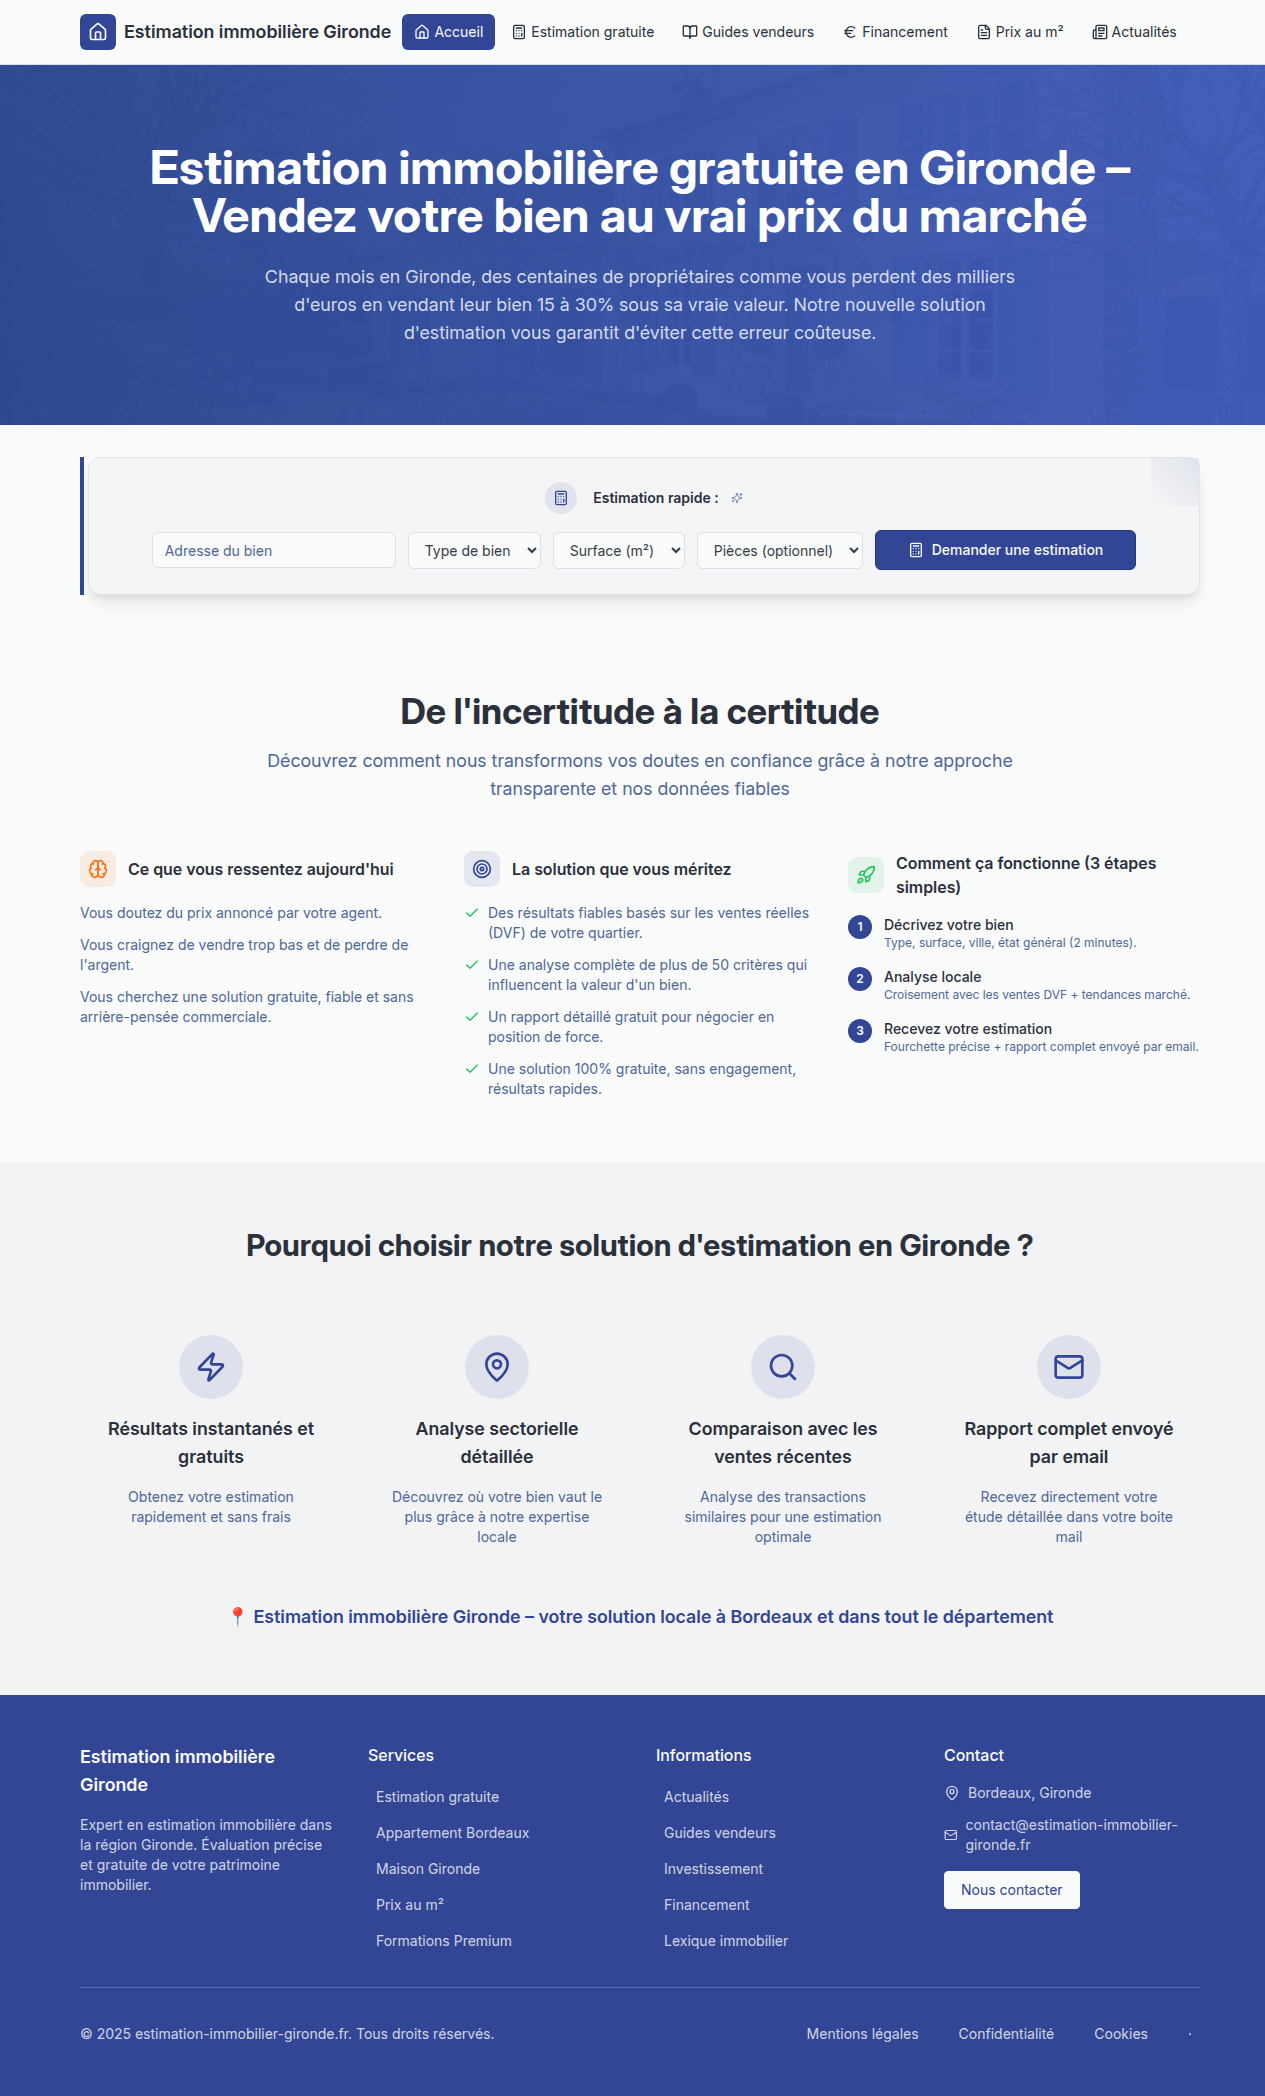 Estimation immobilière Gironde
Accueil
Estimation gratuite
Guides vendeurs
Financement
Prix au m²
Actualités
Estimation immobilière gratuite en Gironde –
Vendez votre bien au vrai prix du marché
Chaque mois en Gironde, des centaines de propriétaires comme vous perdent des milliers
d'euros en vendant leur bien 15 à 30% sous sa vraie valeur. Notre nouvelle solution
d'estimation vous garantit d'éviter cette erreur coûteuse.
Estimation rapide :
Adresse du bien
Type de bien
Surface (m²)
Pièces (optionnel)
Demander une estimation
De l'incertitude à la certitude
Découvrez comment nous transformons vos doutes en confiance grâce à notre approche
transparente et nos données fiables
Ce que vous ressentez aujourd'hui
Vous doutez du prix annoncé par votre agent.
Vous craignez de vendre trop bas et de perdre de
l'argent.
Vous cherchez une solution gratuite, fiable et sans
arrière-pensée commerciale.
La solution que vous méritez
Des résultats fiables basés sur les ventes réelles
(DVF) de votre quartier.
Une analyse complète de plus de 50 critères qui
influencent la valeur d'un bien.
Un rapport détaillé gratuit pour négocier en
position de force.
Une solution 100% gratuite, sans engagement,
résultats rapides.
Comment ça fonctionne (3 étapes
simples)
1
Décrivez votre bien
Type, surface, ville, état général (2 minutes).
2
Analyse locale
Croisement avec les ventes DVF + tendances marché.
3
Recevez votre estimation
Fourchette précise + rapport complet envoyé par email.
Pourquoi choisir notre solution d'estimation en Gironde ?
Résultats instantanés et
gratuits
Obtenez votre estimation
rapidement et sans frais
Analyse sectorielle
détaillée
Découvrez où votre bien vaut le
plus grâce à notre expertise
locale
Comparaison avec les
ventes récentes
Analyse des transactions
similaires pour une estimation
optimale
Rapport complet envoyé
par email
Recevez directement votre
étude détaillée dans votre boite
mail
📍 Estimation immobilière Gironde – votre solution locale à Bordeaux et dans tout le département
Estimation immobilière
Gironde
Expert en estimation immobilière dans
la région Gironde. Évaluation précise
et gratuite de votre patrimoine
immobilier.
Services
Estimation gratuite
Appartement Bordeaux
Maison Gironde
Prix au m²
Formations Premium
Informations
Actualités
Guides vendeurs
Investissement
Financement
Lexique immobilier
Contact
Bordeaux, Gironde
contact@estimation-immobilier-
gironde.fr
Nous contacter
© 2025 estimation-immobilier-gironde.fr. Tous droits réservés.
Mentions légales
Confidentialité
Cookies
·